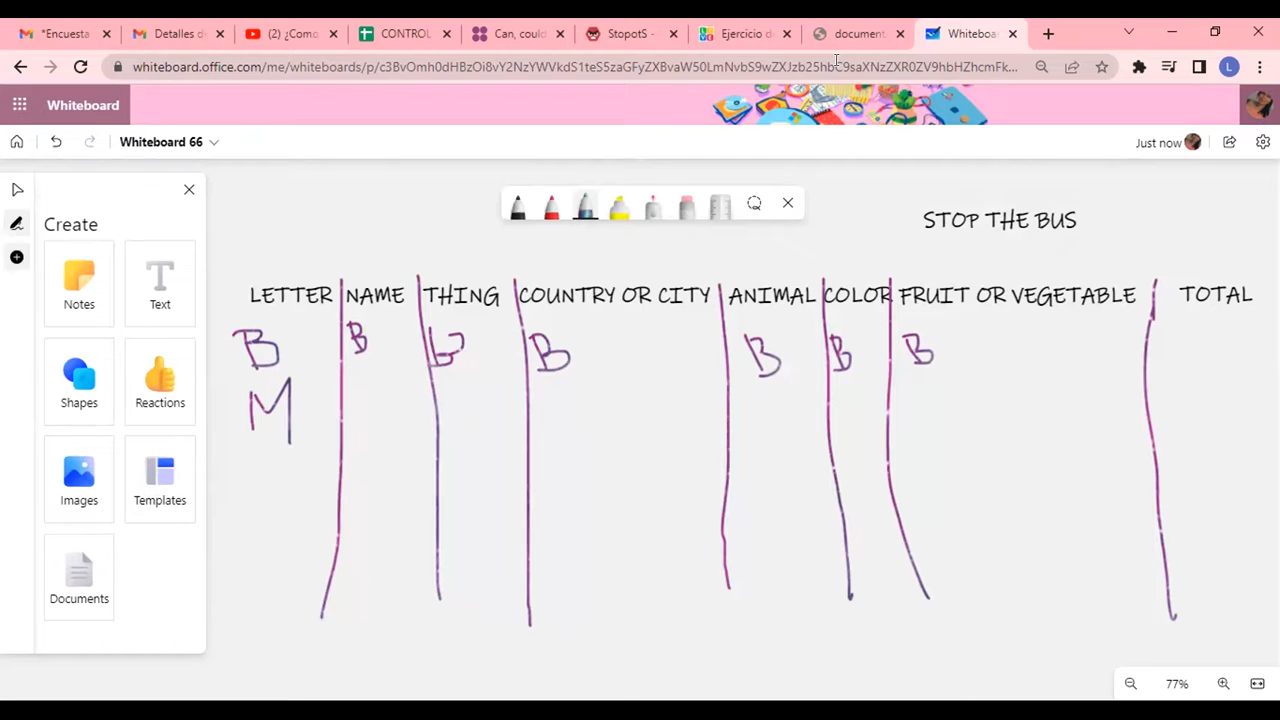 *Encuesta Detalles d (2) ¿Como CONTROL Can, coul StopotS - Ejercicio d document Whiteboa
whiteboard.office.com/me/whiteboards/p/
L
Whiteboard
Whiteboard 66
Just now
Create
Notes Text
Shapes Reactions
Images Templates
Documents
STOP THE BUS
LETTER NAME THING COUNTRY OR CITY ANIMAL COLOR FRUIT OR VEGETABLE TOTAL
B B B B B B
M
77%